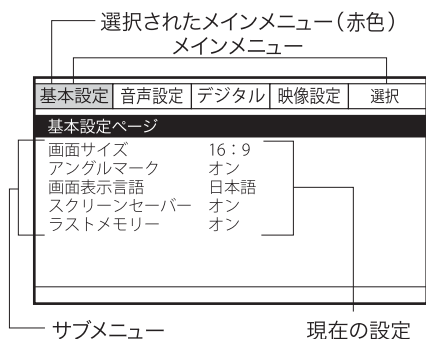 選択されたメインメニュー(赤色)
メインメニュー
基本設定 音声設定 デジタル 映像設定 選択
基本設定ページ
画面サイズ 16:9
アングルマーク オン
画面表示言語 日本語
スクリーンセーバー オン
ラストメモリー オン
サブメニュー 現在の設定